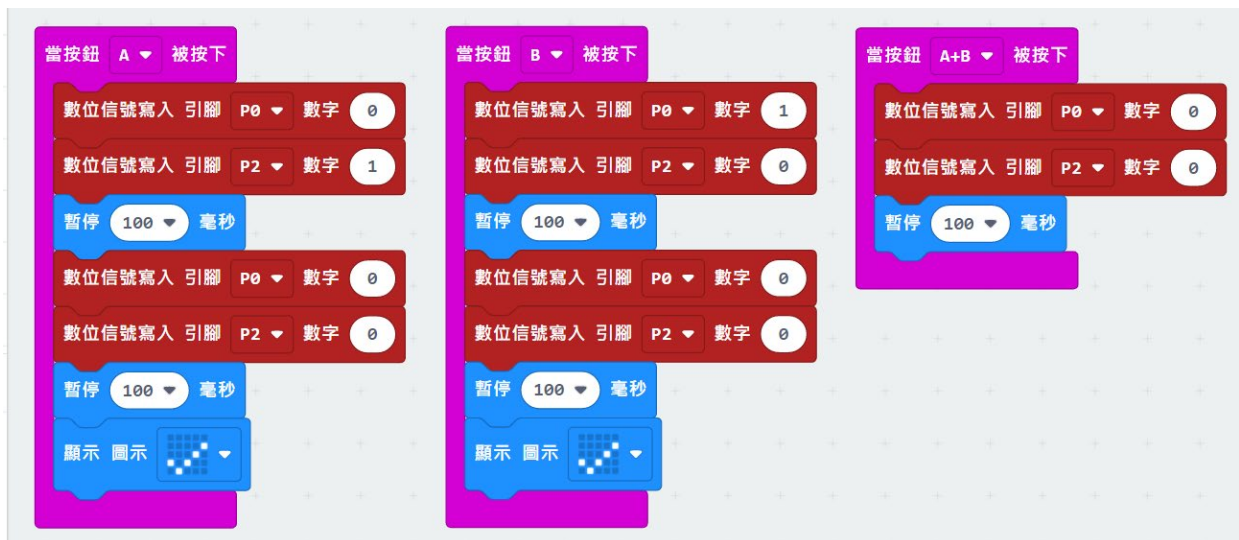 當按鈕 A 被按下
數位信號寫入 引腳 P0 數字 0
數位信號寫入 引腳 P2 數字 1
暫停 100 毫秒
數位信號寫入 引腳 P0 數字 0
數位信號寫入 引腳 P2 數字 0
暫停 100 毫秒
顯示 圖示
當按鈕 B 被按下
數位信號寫入 引腳 P0 數字 1
數位信號寫入 引腳 P2 數字 0
暫停 100 毫秒
數位信號寫入 引腳 P0 數字 0
數位信號寫入 引腳 P2 數字 0
暫停 100 毫秒
顯示 圖示
當按鈕 A+B 被按下
數位信號寫入 引腳 P0 數字 0
數位信號寫入 引腳 P2 數字 0
暫停 100 毫秒